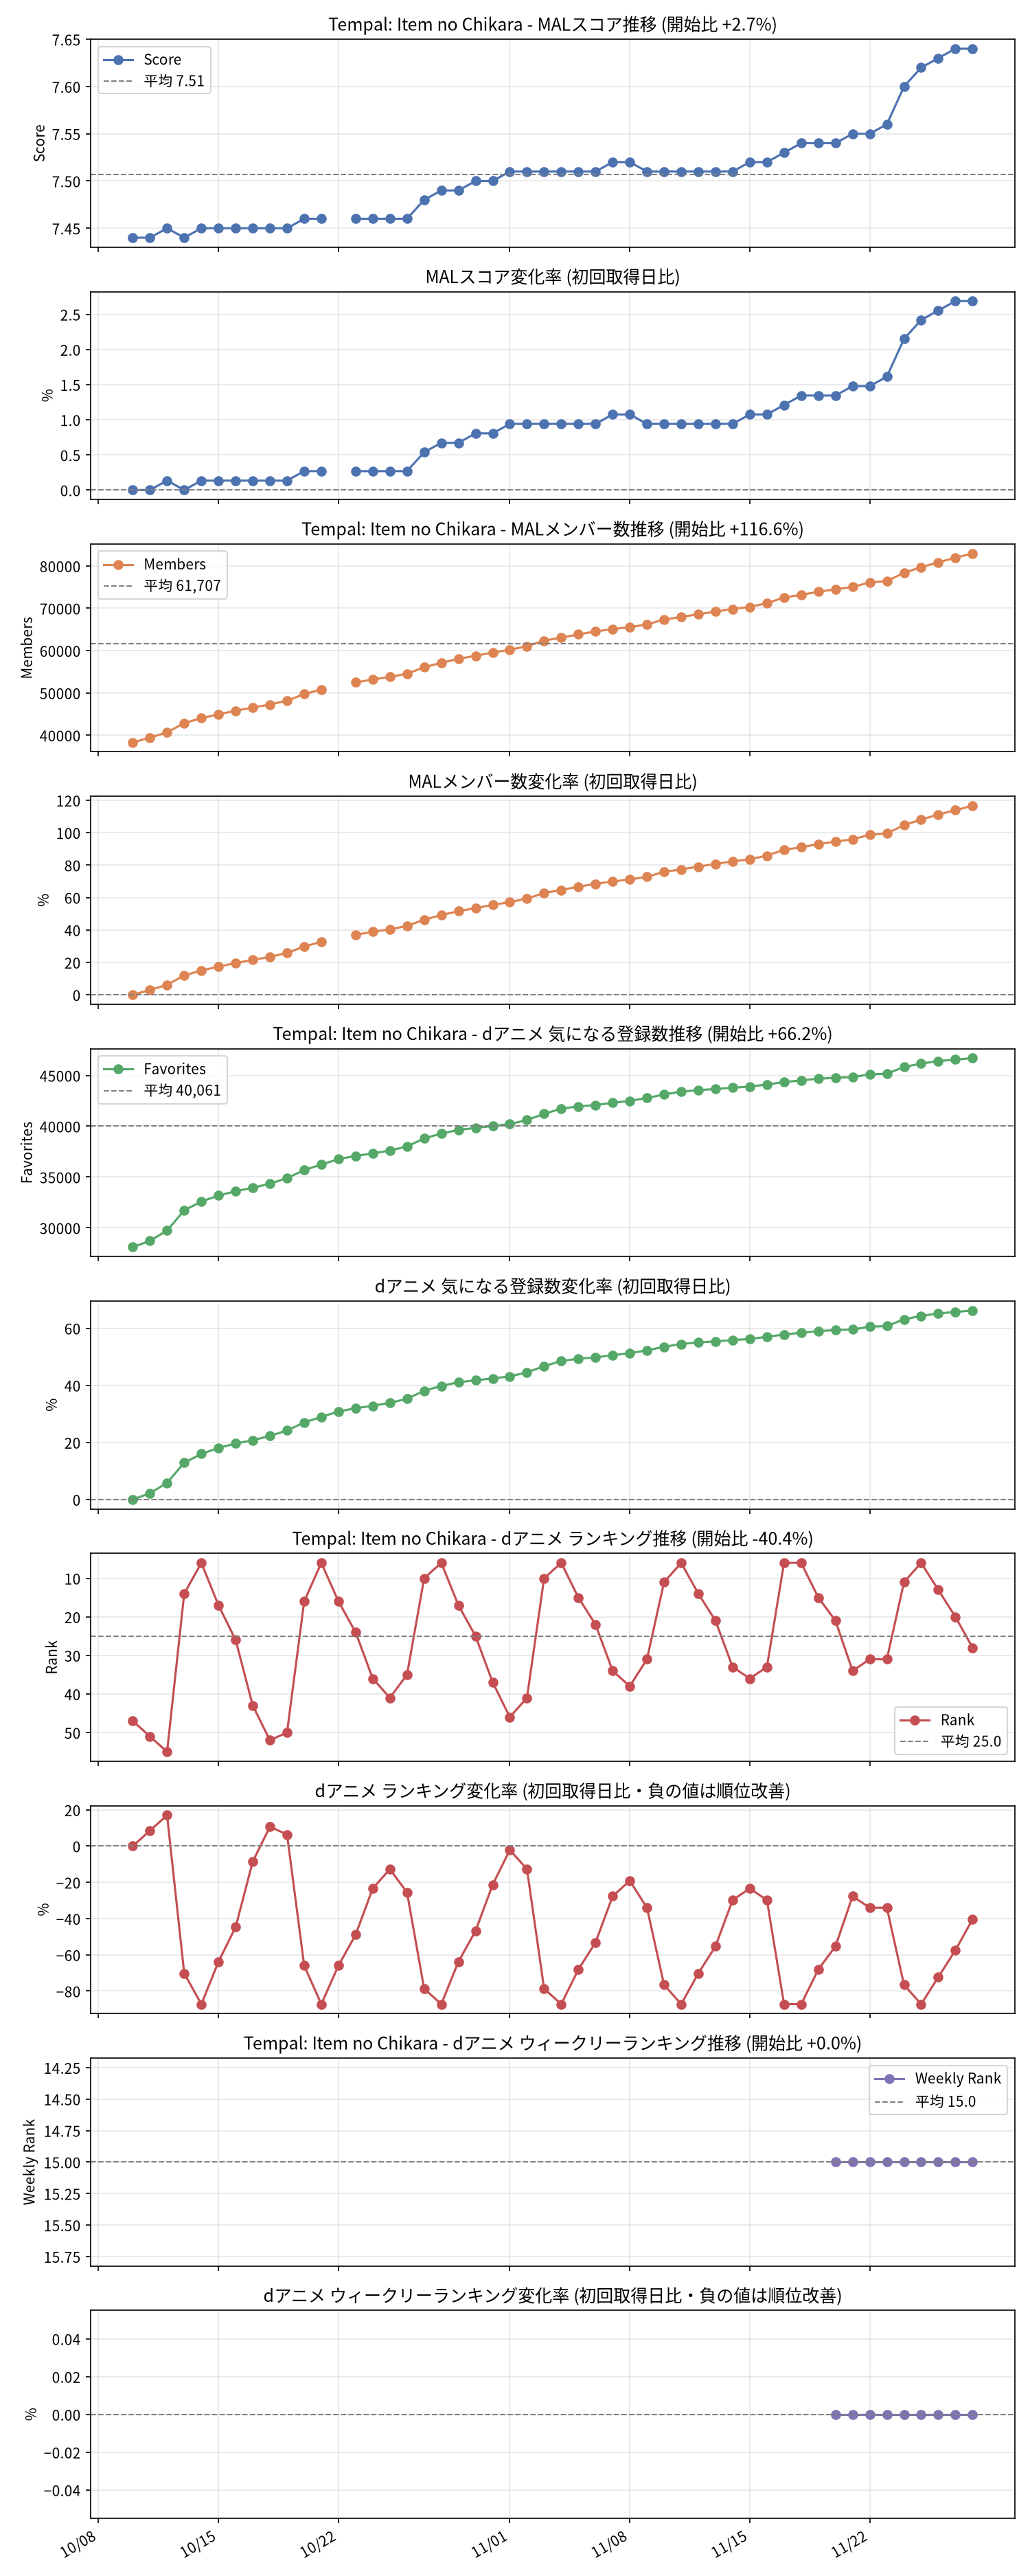 Tempal: Item no Chikara - MALスコア推移 (開始比 +2.7%)
7.65
7.60
7.55
7.50
7.45
Score
Score
平均 7.51
MALスコア変化率 (初回取得日比)
2.5
2.0
1.5
1.0
0.5
0.0
%
Tempal: Item no Chikara - MALメンバー数推移 (開始比 +116.6%)
80000
70000
60000
50000
40000
Members
Members
平均 61,707
MALメンバー数変化率 (初回取得日比)
120
100
80
60
40
20
0
%
Tempal: Item no Chikara - dアニメ 気になる登録数推移 (開始比 +66.2%)
45000
40000
35000
30000
Favorites
Favorites
平均 40,061
dアニメ 気になる登録数変化率 (初回取得日比)
60
40
20
0
%
Tempal: Item no Chikara - dアニメ ランキング推移 (開始比 -40.4%)
10
20
30
40
50
Rank
Rank
平均 25.0
dアニメ ランキング変化率 (初回取得日比・負の値は順位改善)
20
0
−20
−40
−60
−80
%
Tempal: Item no Chikara - dアニメ ウィークリーランキング推移 (開始比 +0.0%)
14.25
14.50
14.75
15.00
15.25
15.50
15.75
Weekly Rank
Weekly Rank
平均 15.0
dアニメ ウィークリーランキング変化率 (初回取得日比・負の値は順位改善)
0.04
0.02
0.00
−0.02
−0.04
%
10/08
10/15
10/22
11/01
11/08
11/15
11/22